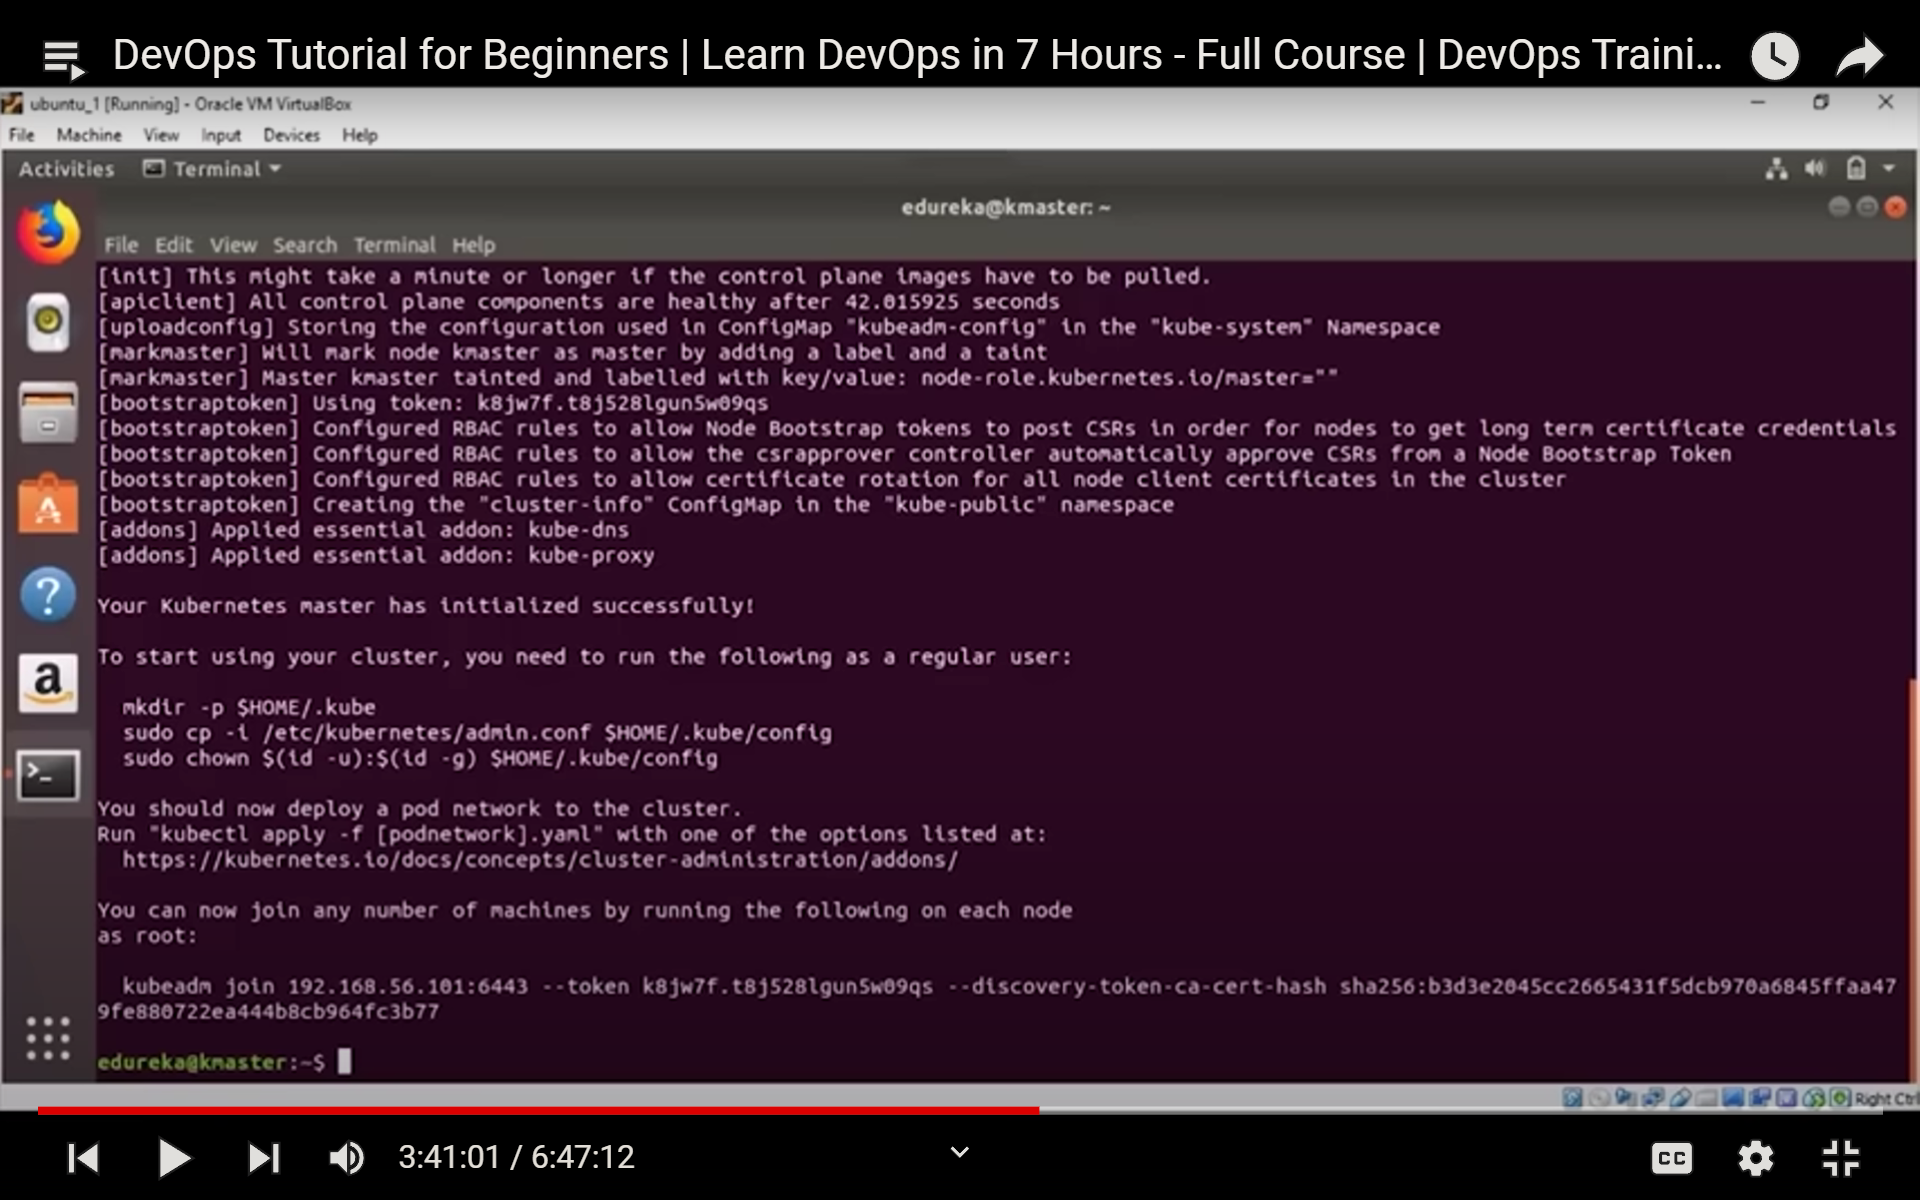 DevOps Tutorial for Beginners | Learn DevOps in 7 Hours - Full Course | DevOps Traini...
ubuntu_1 [Running] - Oracle VM VirtualBox
File Machine View Input Devices Help
Activities Terminal
edureka@kmaster: ~
File Edit View Search Terminal Help
[init] This might take a minute or longer if the control plane images have to be pulled.
[apiclient] All control plane components are healthy after 42.015925 seconds
[uploadconfig] Storing the configuration used in ConfigMap "kubeadm-config" in the "kube-system" Namespace
[markmaster] Will mark node kmaster as master by adding a label and a taint
[markmaster] Master kmaster tainted and labelled with key/value: node-role.kubernetes.io/master=""
[bootstraptoken] Using token: k8jw7f.t8j528lgun5w09qs
[bootstraptoken] Configured RBAC rules to allow Node Bootstrap tokens to post CSRs in order for nodes to get long term certificate credentials
[bootstraptoken] Configured RBAC rules to allow the csrapprover controller automatically approve CSRs from a Node Bootstrap Token
[bootstraptoken] Configured RBAC rules to allow certificate rotation for all node client certificates in the cluster
[bootstraptoken] Creating the "cluster-info" ConfigMap in the "kube-public" namespace
[addons] Applied essential addon: kube-dns
[addons] Applied essential addon: kube-proxy
Your Kubernetes master has initialized successfully!
To start using your cluster, you need to run the following as a regular user:
mkdir -p $HOME/.kube
sudo cp -i /etc/kubernetes/admin.conf $HOME/.kube/config
sudo chown $(id -u):$(id -g) $HOME/.kube/config
You should now deploy a pod network to the cluster.
Run "kubectl apply -f [podnetwork].yaml" with one of the options listed at:
https://kubernetes.io/docs/concepts/cluster-administration/addons/
You can now join any number of machines by running the following on each node
as root:
kubeadm join 192.168.56.101:6443 --token k8jw7f.t8j528lgun5w09qs --discovery-token-ca-cert-hash sha256:b3d3e2045cc2665431f5dcb970a6845ffaa47
9fe880722ea444b8cb964fc3b77
edureka@kmaster:~$
Right Ctrl
3:41:01 / 6:47:12
CC